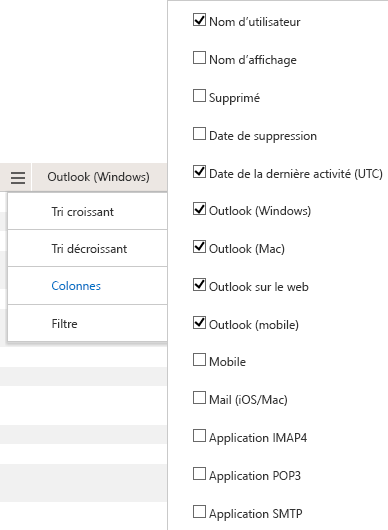 Outlook (Windows)
Tri croissant
Tri décroissant
Colonnes
Filtre
Nom d'utilisateur
Nom d'affichage
Supprimé
Date de suppression
Date de la dernière activité (UTC)
Outlook (Windows)
Outlook (Mac)
Outlook sur le web
Outlook (mobile)
Mobile
Mail (iOS/Mac)
Application IMAP4
Application POP3
Application SMTP